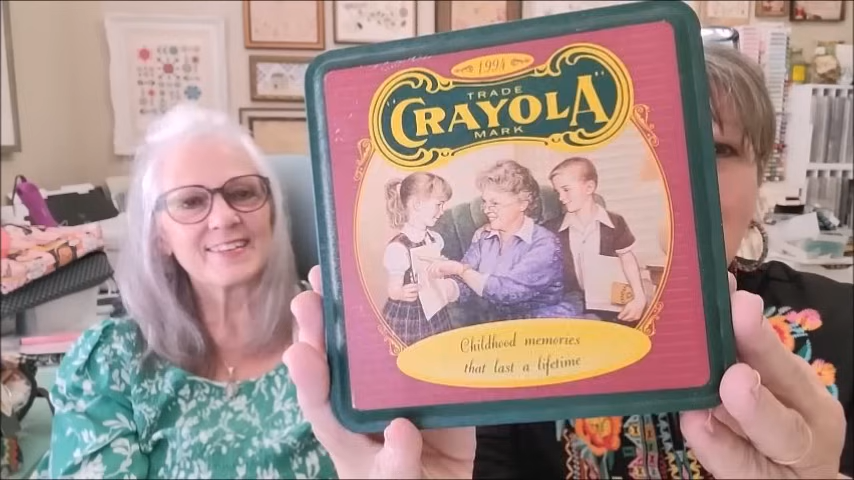 1994
TRADE
"CRAYOLA"
MARK
Childhood memories
that last a lifetime